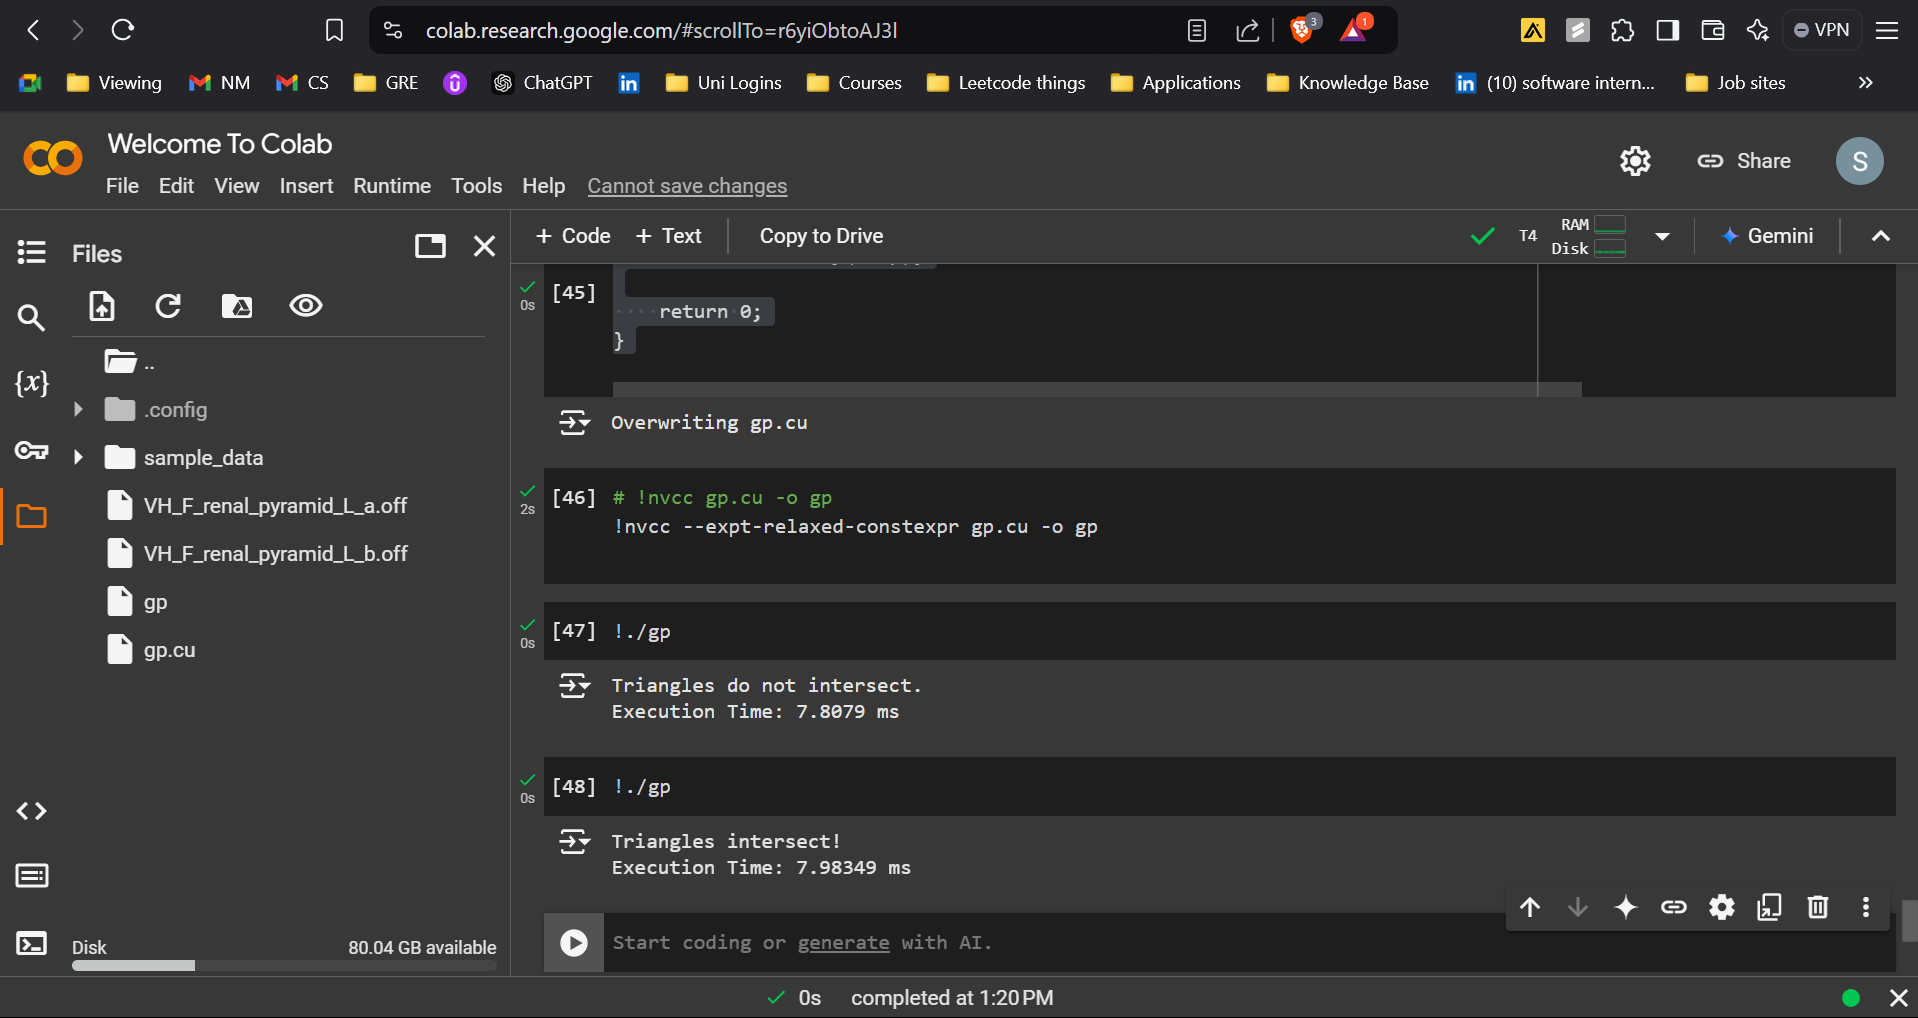 colab.research.google.com/#scrollTo=r6yiObtoAJ3l
3
1
VPN
Viewing
NM
CS
GRE
ChatGPT
Uni Logins
Courses
Leetcode things
Applications
Knowledge Base
(10) software intern...
Job sites
Welcome To Colab
File Edit View Insert Runtime Tools Help Cannot save changes
Share
S
Files
+ Code + Text Copy to Drive
T4
RAM
Disk
Gemini
..
.config
sample_data
VH_F_renal_pyramid_L_a.off
VH_F_renal_pyramid_L_b.off
gp
gp.cu
Disk 80.04 GB available
[45]
0s
return 0;
}
Overwriting gp.cu
[46] # !nvcc gp.cu -o gp
2s
!nvcc --expt-relaxed-constexpr gp.cu -o gp
[47] !./gp
0s
Triangles do not intersect.
Execution Time: 7.8079 ms
[48] !./gp
0s
Triangles intersect!
Execution Time: 7.98349 ms
Start coding or generate with AI.
0s completed at 1:20 PM